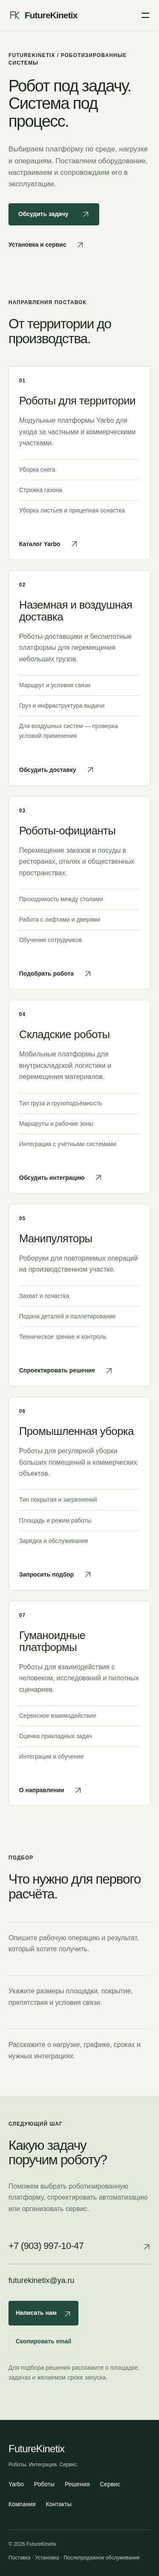 FK FutureKinetix
FUTUREKINETIX / РОБОТИЗИРОВАННЫЕ
СИСТЕМЫ
Робот под задачу.
Система под
процесс.
Выбираем платформу по среде, нагрузке
и операциям. Поставляем оборудование,
настраиваем и сопровождаем его в
эксплуатации.
Обсудить задачу
Установка и сервис
НАПРАВЛЕНИЯ ПОСТАВОК
От территории до
производства.
01
Роботы для территории
Модульные платформы Yarbo для
ухода за частными и коммерческими
участками.
Уборка снега
Стрижка газона
Уборка листьев и прицепная оснастка
Каталог Yarbo
02
Наземная и воздушная
доставка
Роботы-доставщики и беспилотные
платформы для перемещения
небольших грузов.
Маршрут и условия связи
Груз и инфраструктура выдачи
Для воздушных систем — проверка
условий применения
Обсудить доставку
03
Роботы-официанты
Перемещение заказов и посуды в
ресторанах, отелях и общественных
пространствах.
Проходимость между столами
Работа с лифтами и дверями
Обучение сотрудников
Подобрать робота
04
Складские роботы
Мобильные платформы для
внутрискладской логистики и
перемещения материалов.
Тип груза и грузоподъёмность
Маршруты и рабочие зоны
Интеграция с учётными системами
Обсудить интеграцию
05
Манипуляторы
Роборуки для повторяемых операций
на производственном участке.
Захват и оснастка
Подача деталей и паллетирование
Техническое зрение и контроль
Спроектировать решение
06
Промышленная уборка
Роботы для регулярной уборки
больших помещений и коммерческих
объектов.
Тип покрытия и загрязнений
Площадь и режим работы
Зарядка и обслуживание
Запросить подбор
07
Гуманоидные
платформы
Роботы для взаимодействия с
человеком, исследований и пилотных
сценариев.
Сервисное взаимодействие
Оценка прикладных задач
Интеграция и обучение
О направлении
ПОДБОР
Что нужно для первого
расчёта.
Опишите рабочую операцию и результат,
который хотите получить.
Укажите размеры площадки, покрытие,
препятствия и условия связи.
Расскажите о нагрузке, графике, сроках и
нужных интеграциях.
СЛЕДУЮЩИЙ ШАГ
Какую задачу
поручим роботу?
Поможем выбрать роботизированную
платформу, спроектировать автоматизацию
или организовать сервис.
+7 (903) 997-10-47
futurekinetix@ya.ru
Написать нам
Скопировать email
Для подбора решения расскажите о площадке,
задачах и желаемом сроке запуска.
FutureKinetix
Роботы. Интеграция. Сервис.
Yarbo Роботы Решения Сервис
Компания Контакты
© 2026 FutureKinetix
Поставка · Установка · Послепродажное обслуживание